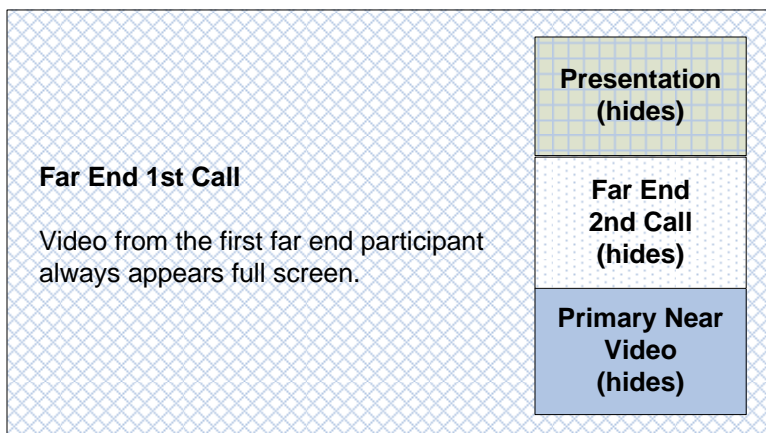 Far End 1st Call
Video from the first far end participant
always appears full screen.
Presentation
(hides)
Far End
2nd Call
(hides)
Primary Near
Video
(hides)